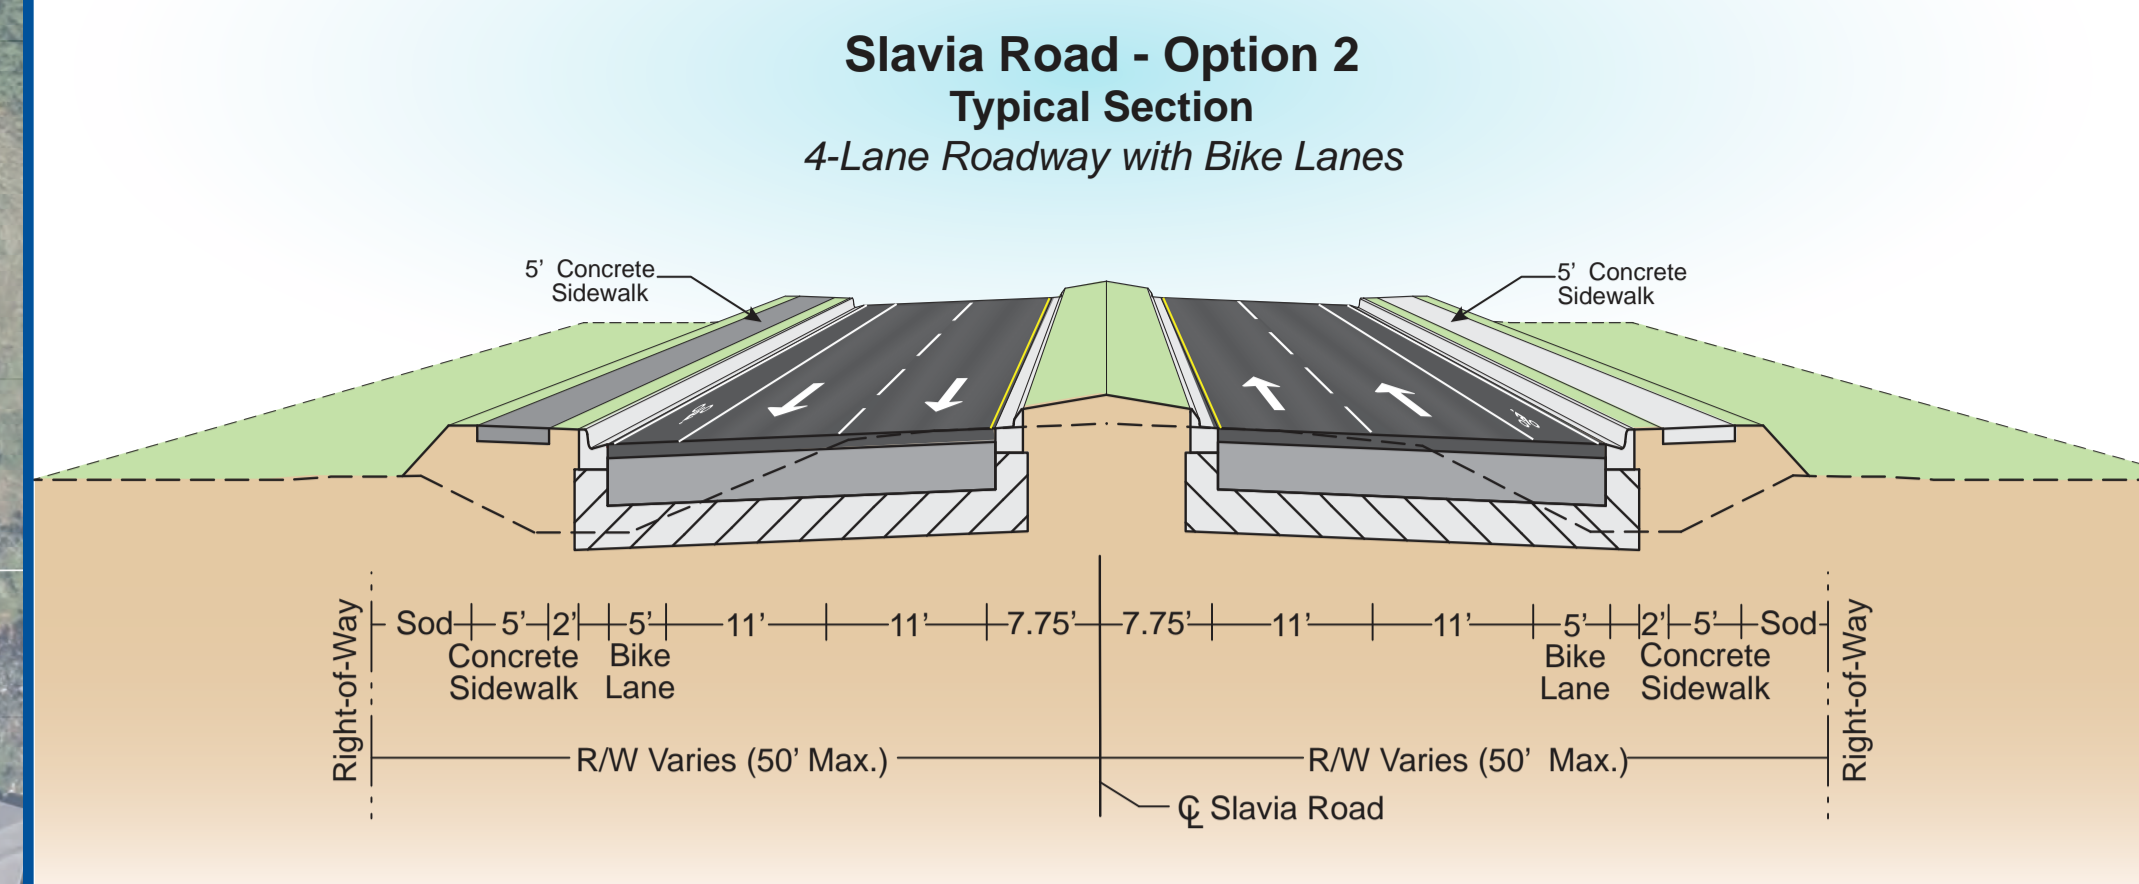 Slavia Road - Option 2
Typical Section
4-Lane Roadway with Bike Lanes
5’ Concrete
Sidewalk
5’ Concrete
Sidewalk
Sod 5’ 2’ 5’ 11’ 11’ 7.75’ 7.75’ 11’ 11’ 5’ 2’ 5’ Sod
Concrete
Sidewalk
Bike
Lane
Bike
Lane
Concrete
Sidewalk
Right-of-Way
Right-of-Way
R/W Varies (50’ Max.)
R/W Varies (50’ Max.)
℄ Slavia Road